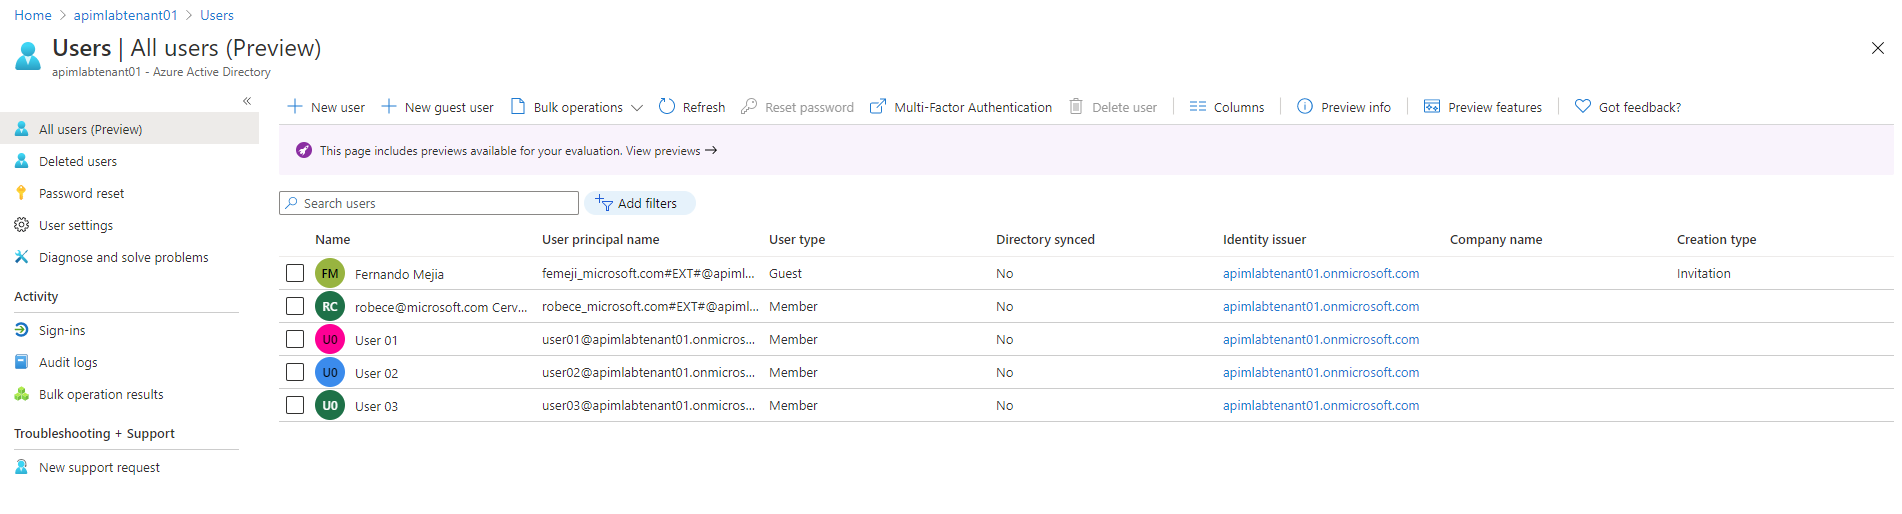 Home > apimlabtenant01 > Users
Users | All users (Preview)
apimlabtenant01 - Azure Active Directory
«
All users (Preview)
Deleted users
Password reset
User settings
Diagnose and solve problems
Activity
Sign-ins
Audit logs
Bulk operation results
Troubleshooting + Support
New support request
New user New guest user Bulk operations Refresh Reset password Multi-Factor Authentication Delete user Columns Preview info Preview features Got feedback?
This page includes previews available for your evaluation. View previews →
Search users Add filters
Name User principal name User type Directory synced Identity issuer Company name Creation type
FM Fernando Mejia femeji_microsoft.com#EXT#@apiml... Guest No apimlabtenant01.onmicrosoft.com Invitation
RC robece@microsoft.com Cerv... robece_microsoft.com#EXT#@apiml... Member No apimlabtenant01.onmicrosoft.com
U0 User 01 user01@apimlabtenant01.onmicros... Member No apimlabtenant01.onmicrosoft.com
U0 User 02 user02@apimlabtenant01.onmicros... Member No apimlabtenant01.onmicrosoft.com
U0 User 03 user03@apimlabtenant01.onmicros... Member No apimlabtenant01.onmicrosoft.com